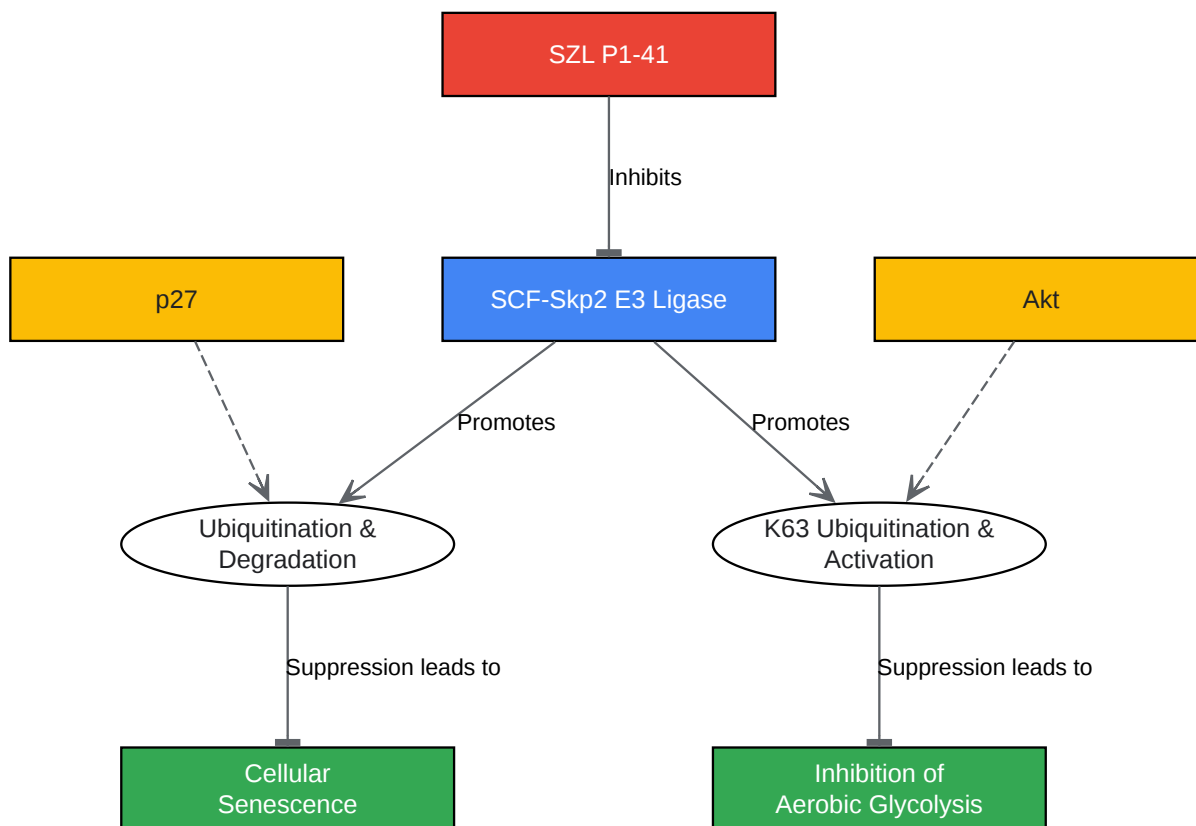 SZL P1-41
Inhibits
p27
SCF-Skp2 E3 Ligase
Akt
Promotes
Promotes
Ubiquitination &
Degradation
K63 Ubiquitination &
Activation
Suppression leads to
Suppression leads to
Cellular
Senescence
Inhibition of
Aerobic Glycolysis